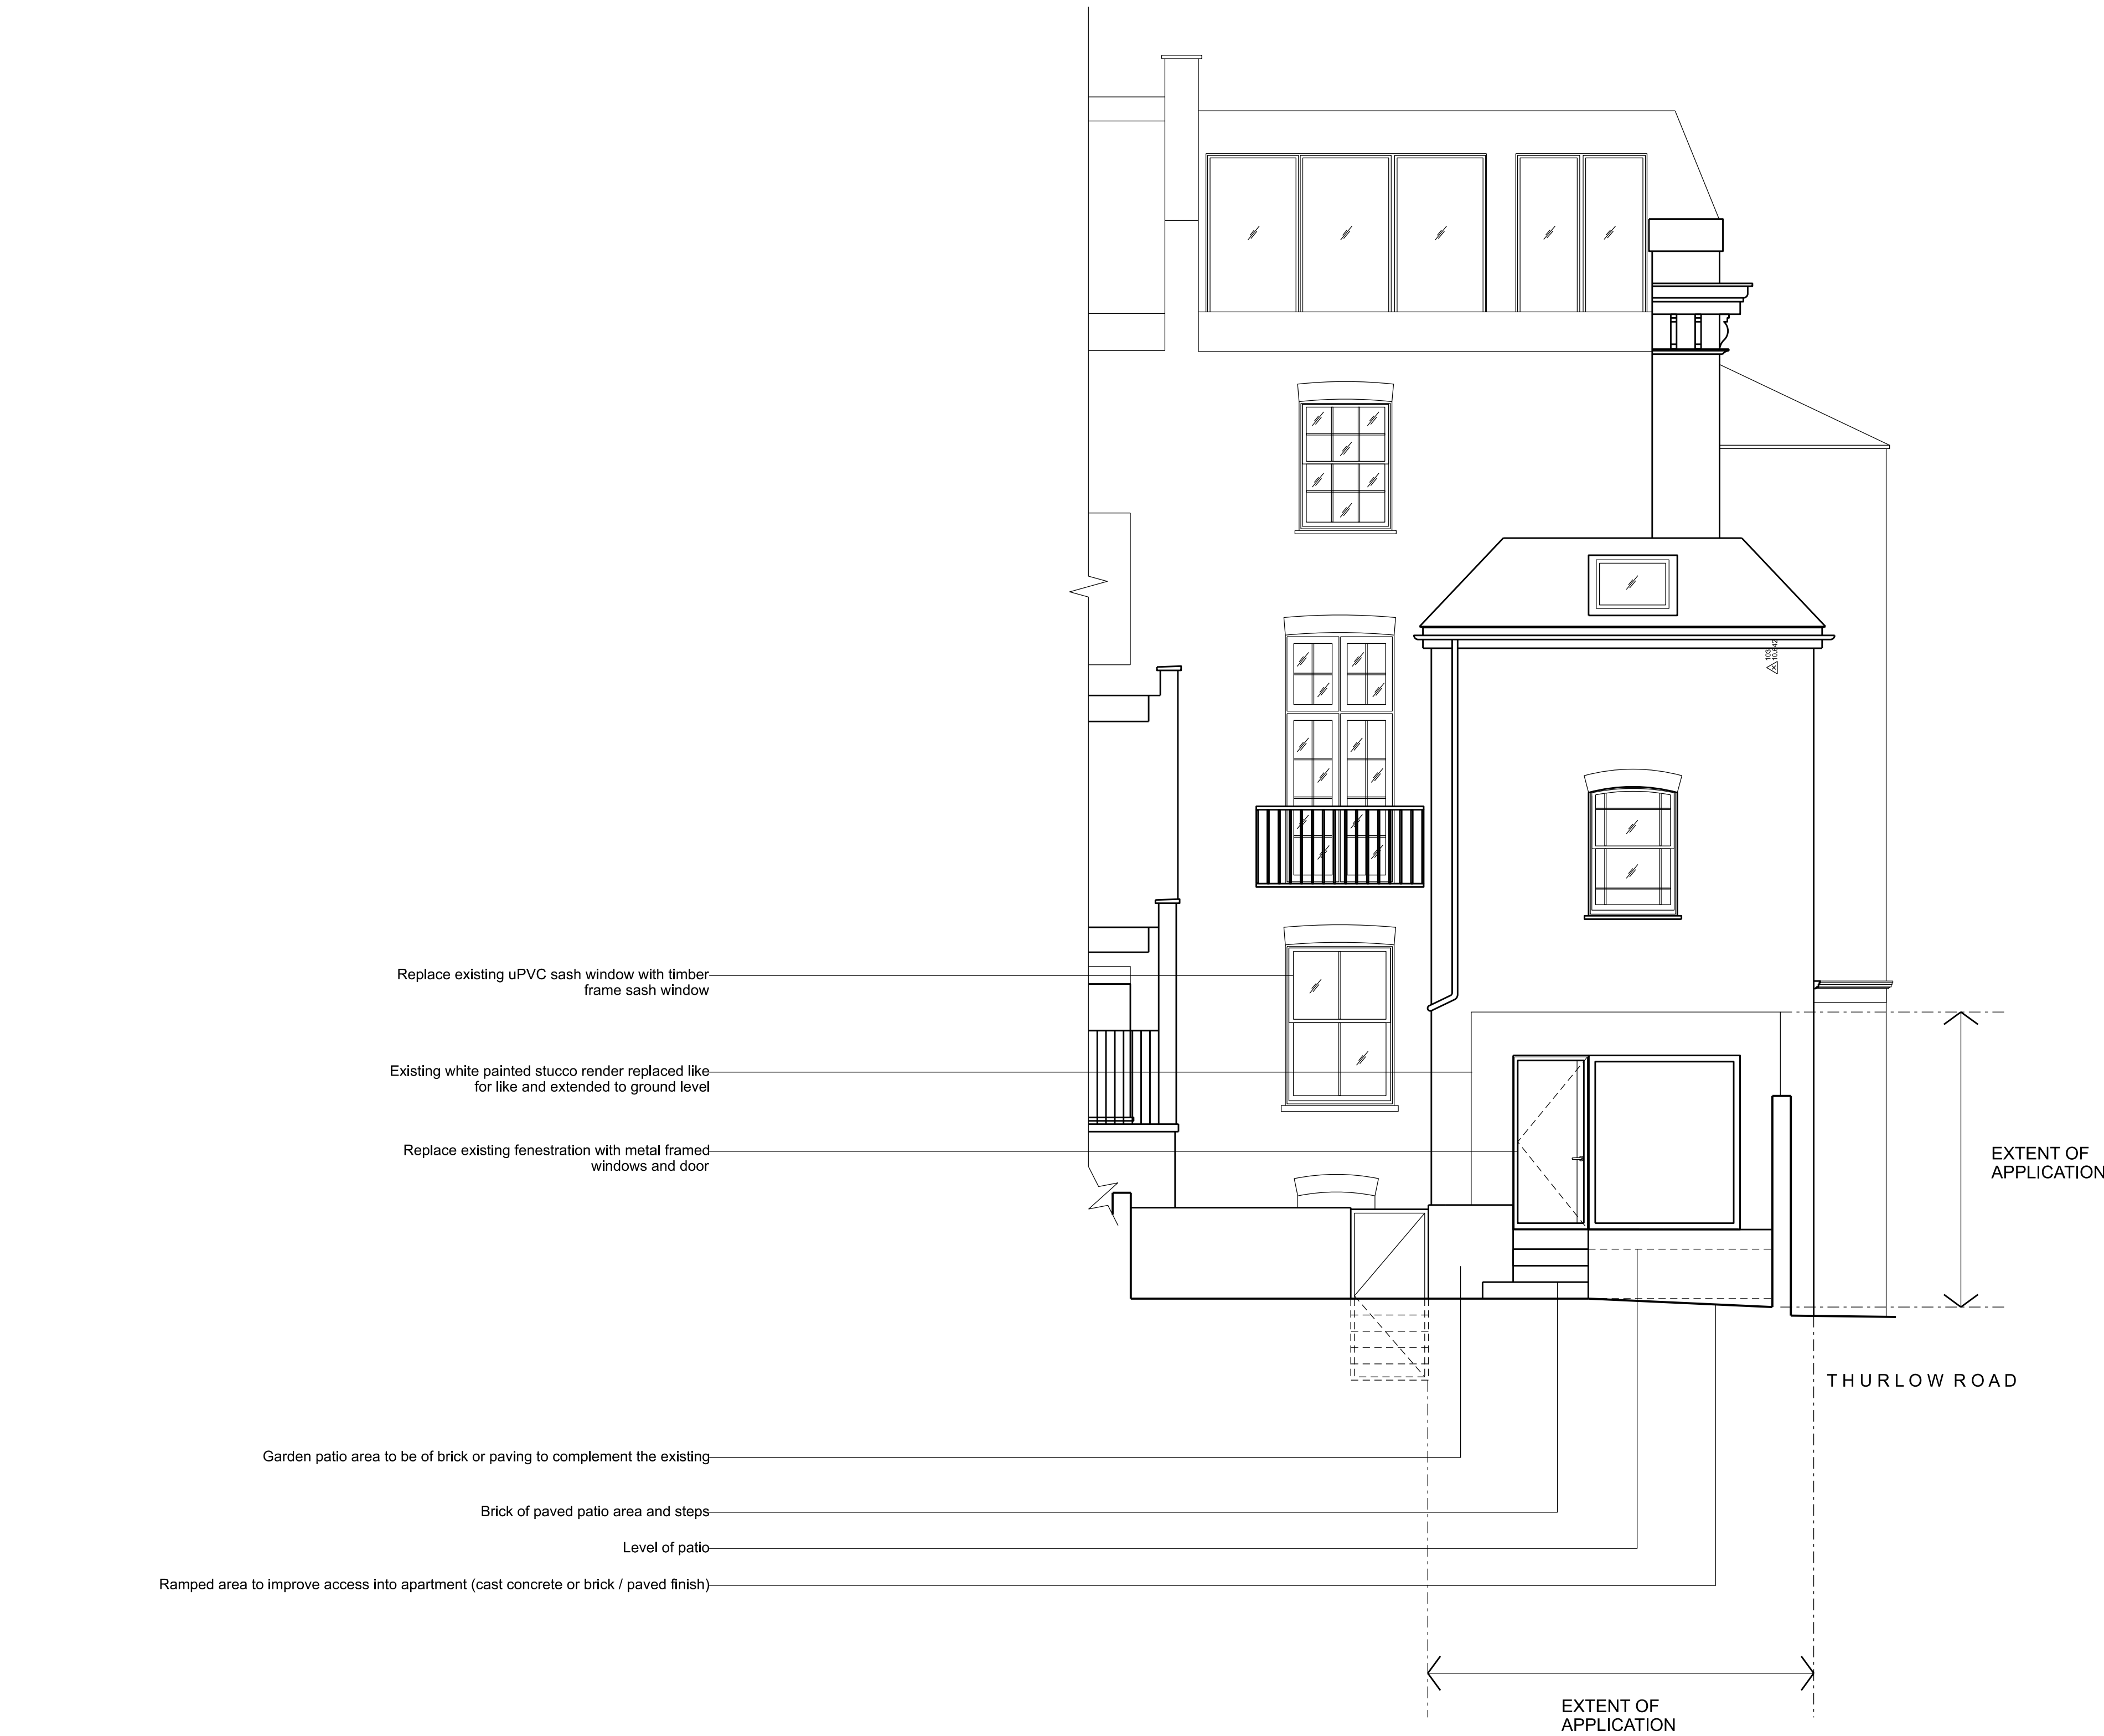 103
10.642
Replace existing uPVC sash window with timber
frame sash window
Existing white painted stucco render replaced like
for like and extended to ground level
Replace existing fenestration with metal framed
windows and door
EXTENT OF
APPLICATION
THURLOW ROAD
Garden patio area to be of brick or paving to complement the existing
Brick of paved patio area and steps
Level of patio
Ramped area to improve access into apartment (cast concrete or brick / paved finish)
EXTENT OF
APPLICATION